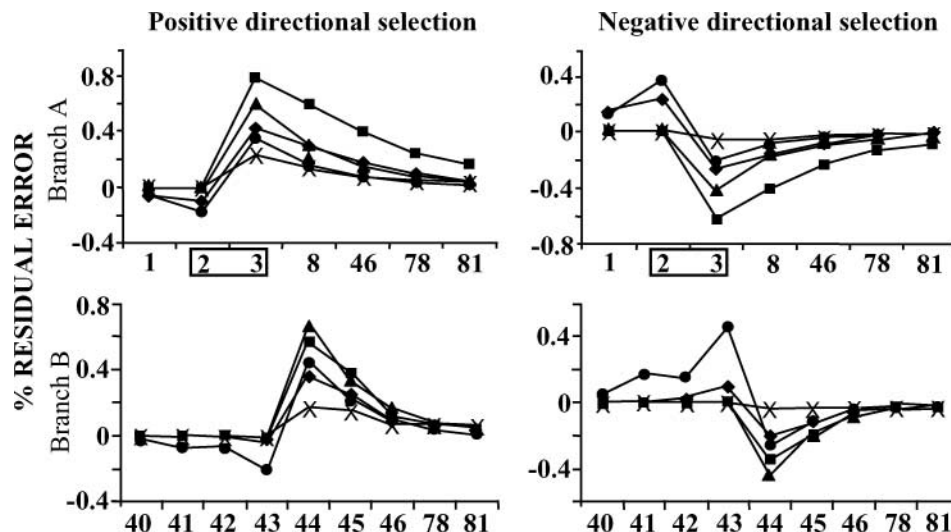 Positive directional selection
Negative directional selection
% RESIDUAL ERROR
Branch A
0.8
0.4
0
-0.4
1 2 3 8 46 78 81
0.4
0
-0.4
-0.8
1 2 3 8 46 78 81
Branch B
0.8
0.4
0
-0.4
40 41 42 43 44 45 46 78 81
0.4
0
-0.4
40 41 42 43 44 45 46 78 81